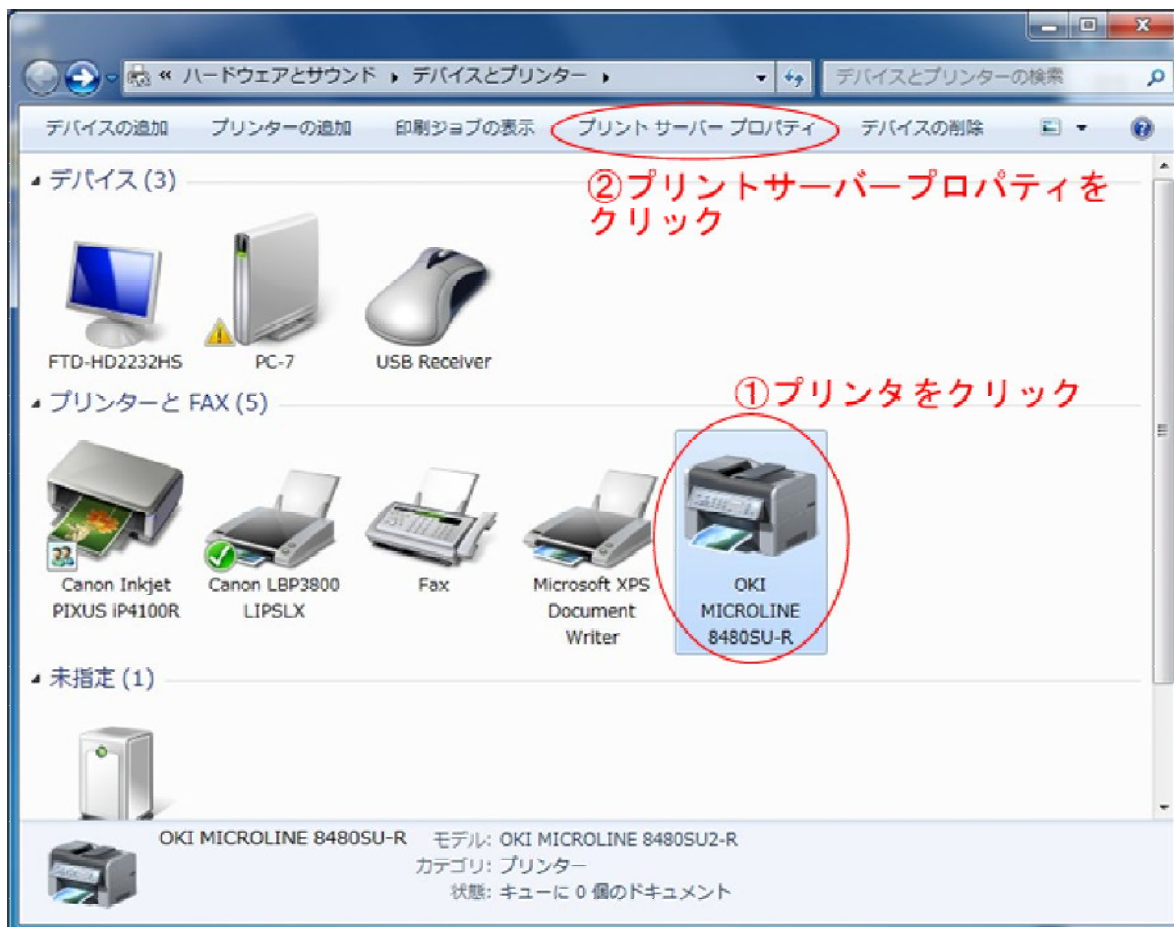 « ハードウェアとサウンド ▸ デバイスとプリンター ▸
デバイスとプリンターの検索
デバイスの追加 プリンターの追加 印刷ジョブの表示 プリント サーバー プロパティ デバイスの削除
デバイス (3)
②プリントサーバープロパティを
クリック
FTD-HD2232HS PC-7 USB Receiver
①プリンタをクリック
プリンターと FAX (5)
Canon Inkjet
PIXUS iP4100R
Canon LBP3800
LIPSLX
Fax
Microsoft XPS
Document
Writer
OKI
MICROLINE
8480SU-R
未指定 (1)
OKI MICROLINE 8480SU-R モデル: OKI MICROLINE 8480SU2-R
カテゴリ: プリンター
状態: キューに 0 個のドキュメント